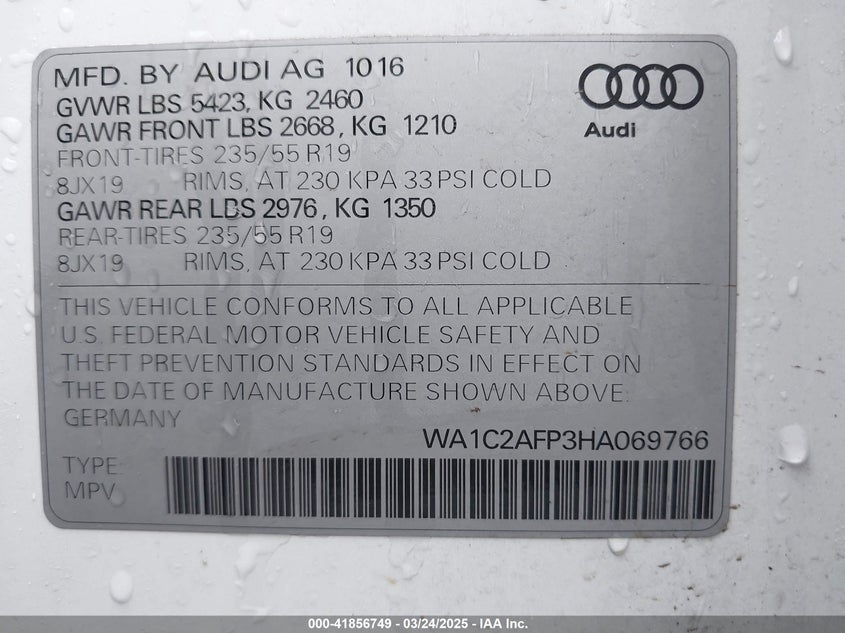 MFD. BY AUDI AG 1016
GVWR LBS 5423, KG 2460
GAWR FRONT LBS 2668, KG 1210
FRONT-TIRES 235/55 R19
8JX19 RIMS, AT 230 KPA 33 PSI COLD
GAWR REAR LBS 2976, KG 1350
REAR-TIRES 235/55 R19
8JX19 RIMS, AT 230 KPA 33 PSI COLD
Audi
THIS VEHICLE CONFORMS TO ALL APPLICABLE
U.S. FEDERAL MOTOR VEHICLE SAFETY AND
THEFT PREVENTION STANDARDS IN EFFECT ON
THE DATE OF MANUFACTURE SHOWN ABOVE:
GERMANY
WA1C2AFP3HA069766
TYPE:
MPV
000-41856749 - 03/24/2025 - IAA Inc.